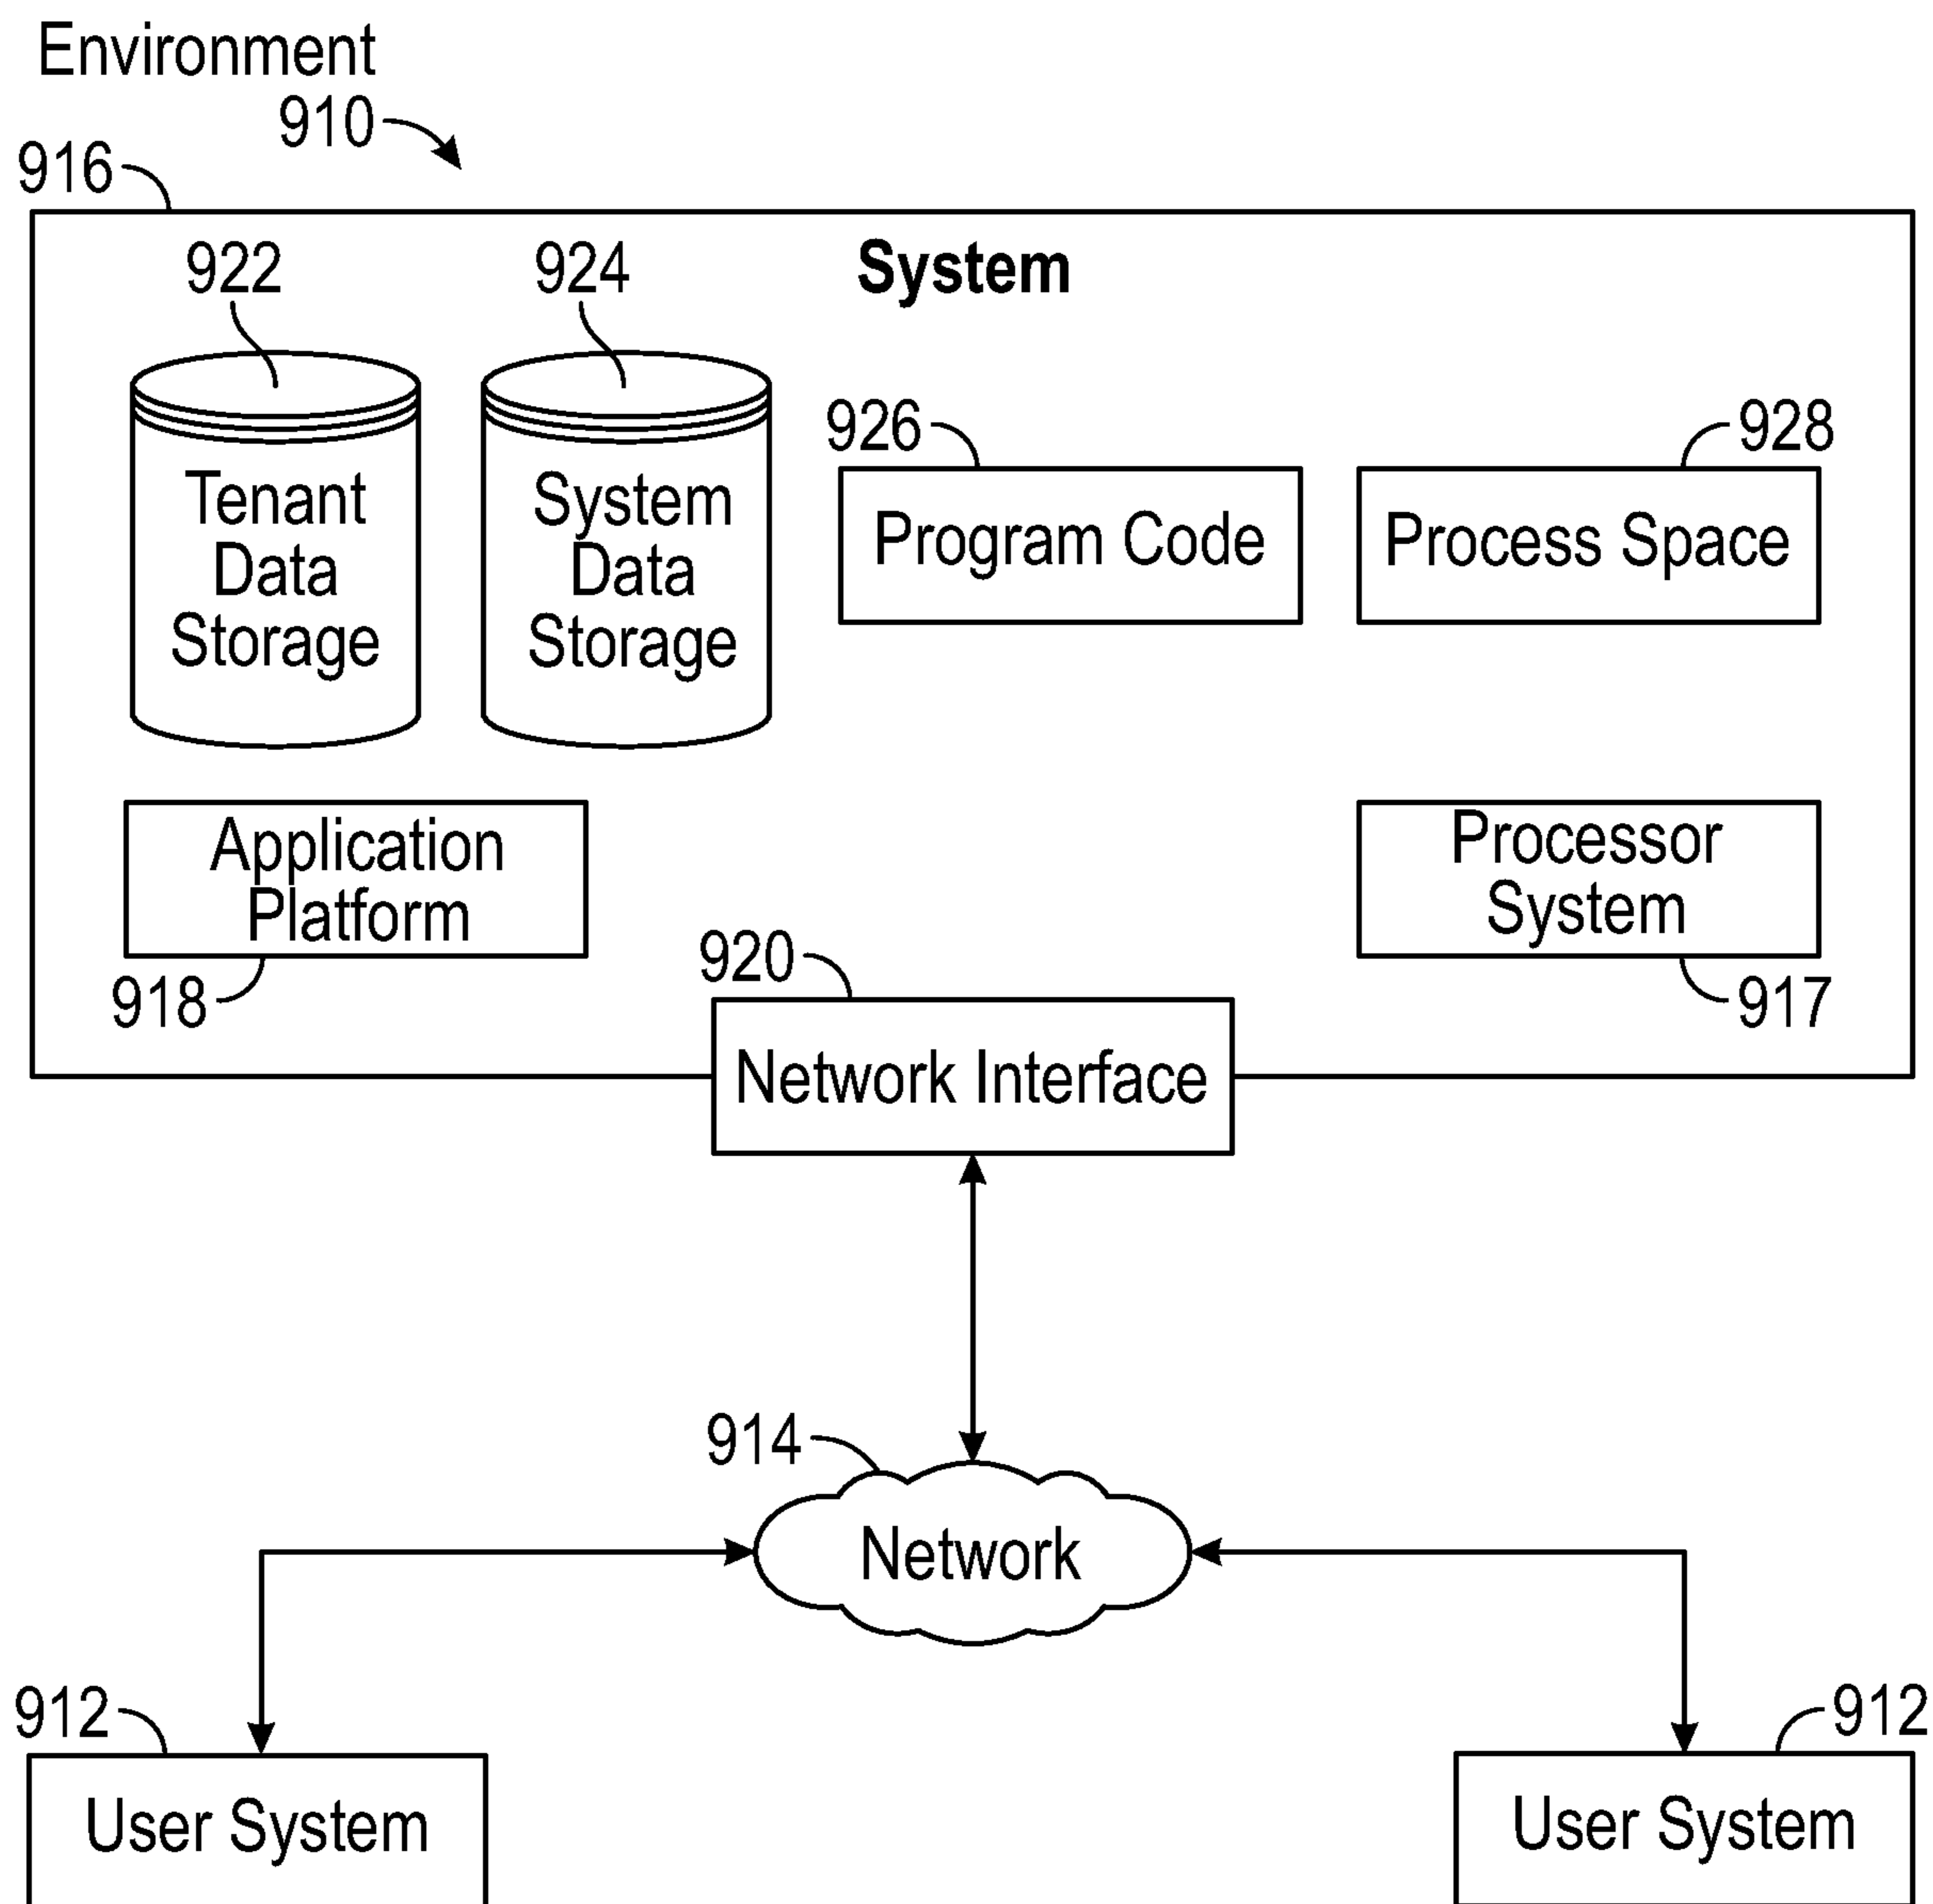 Environment
910
916
922
924
System
926
928
Tenant
Data
Storage
System
Data
Storage
Program Code
Process Space
Application
Platform
918
Processor
System
917
920
Network Interface
914
Network
912
User System
912
User System